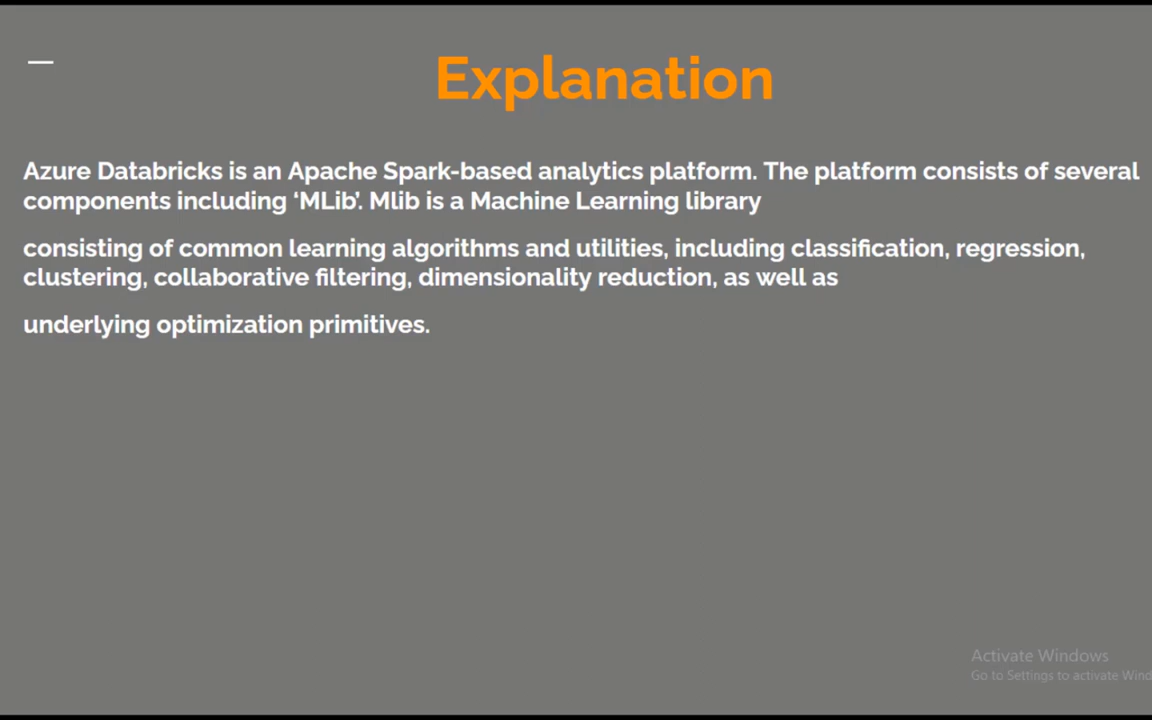 Explanation
Azure Databricks is an Apache Spark-based analytics platform. The platform consists of several
components including ‘MLib’. Mlib is a Machine Learning library
consisting of common learning algorithms and utilities, including classification, regression,
clustering, collaborative filtering, dimensionality reduction, as well as
underlying optimization primitives.
Activate Windows
Go to Settings to activate Wind